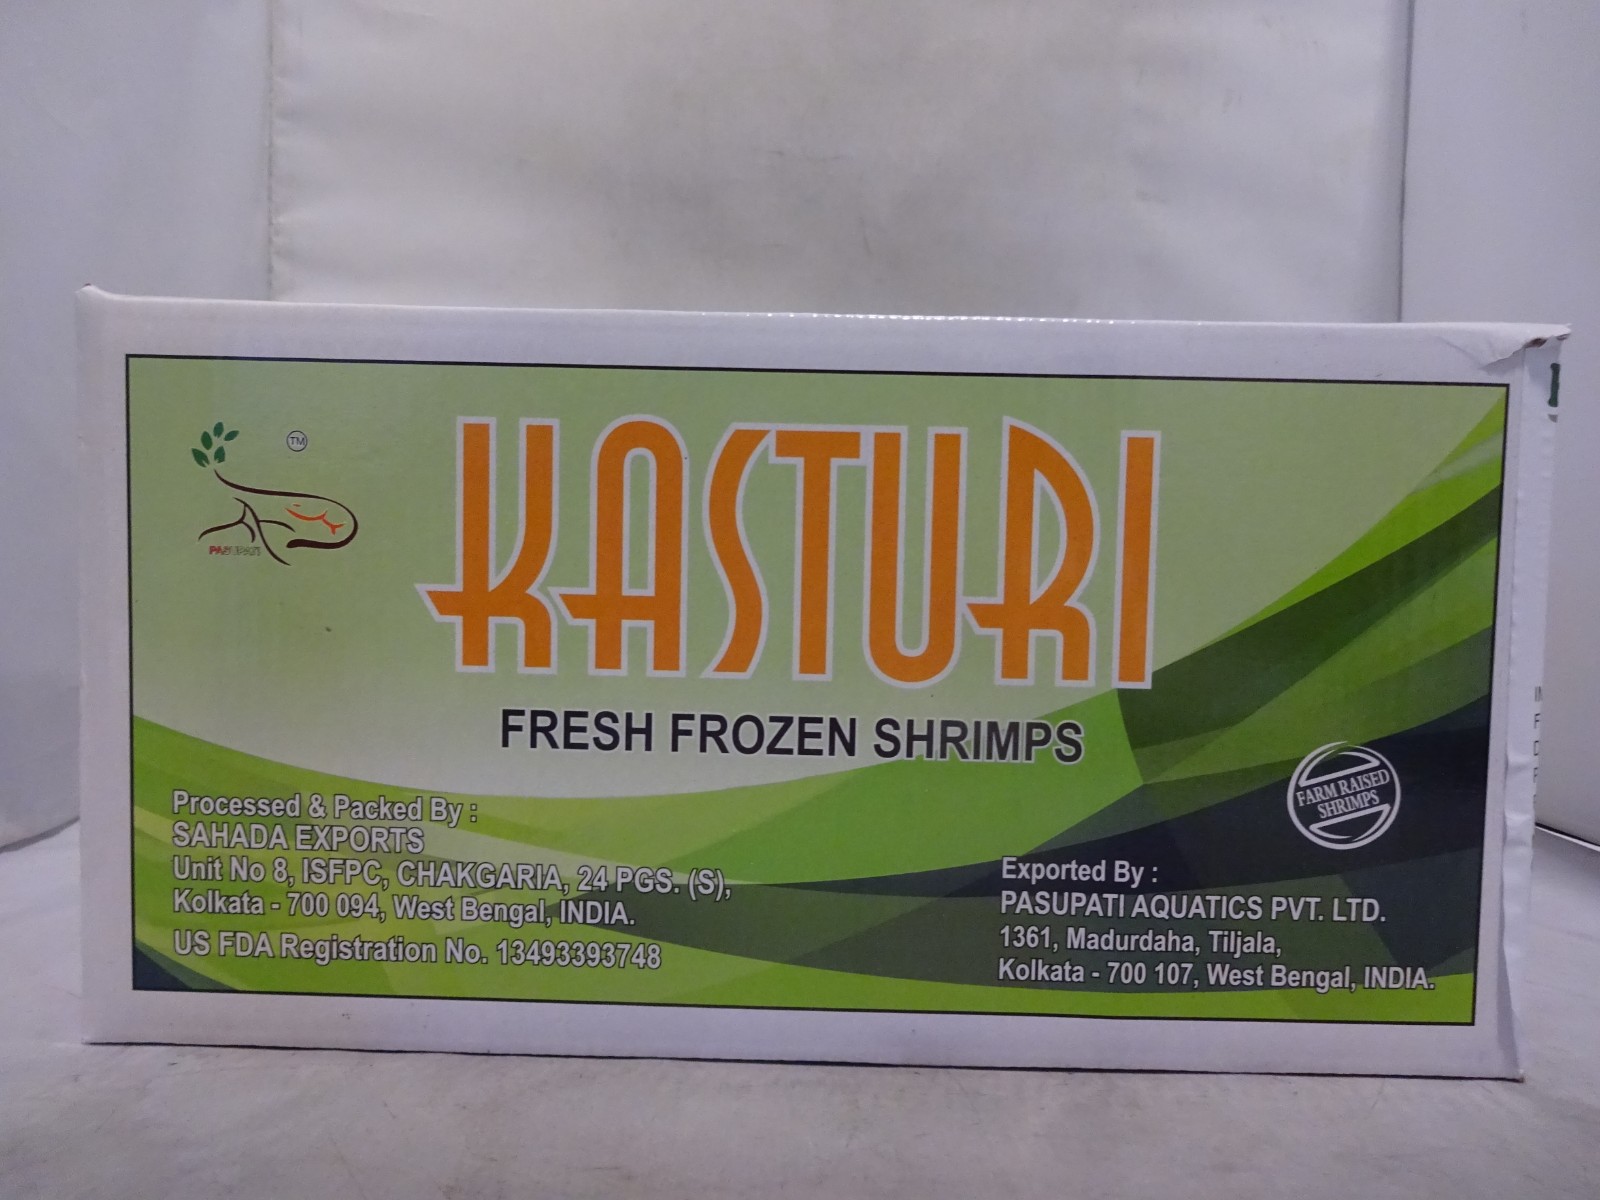 TM
PASUPATI
KASTURI
FRESH FROZEN SHRIMPS
FARM RAISED
SHRIMPS
Processed & Packed By :
SAHADA EXPORTS
Unit No 8, ISFPC, CHAKGARIA, 24 PGS. (S),
Kolkata - 700 094, West Bengal, INDIA.
US FDA Registration No. 13493393748
Exported By :
PASUPATI AQUATICS PVT. LTD.
1361, Madurdaha, Tiljala,
Kolkata - 700 107, West Bengal, INDIA.